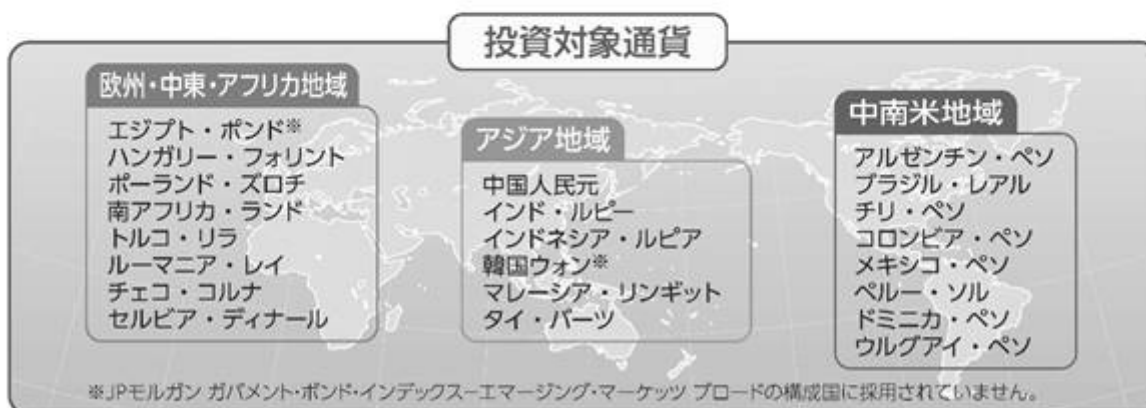 投資対象通貨
欧州・中東・アフリカ地域
エジプト・ポンド※
ハンガリー・フォリント
ポーランド・ズロチ
南アフリカ・ランド
トルコ・リラ
ルーマニア・レイ
チェコ・コルナ
セルビア・ディナール
アジア地域
中国人民元
インド・ルピー
インドネシア・ルピア
韓国ウォン※
マレーシア・リンギット
タイ・バーツ
中南米地域
アルゼンチン・ペソ
ブラジル・レアル
チリ・ペソ
コロンビア・ペソ
メキシコ・ペソ
ペルー・ソル
ドミニカ・ペソ
ウルグアイ・ペソ
※JPモルガン ガバメント・ボンド・インデックス−エマージング・マーケッツ ブロードの構成国に採用されていません。